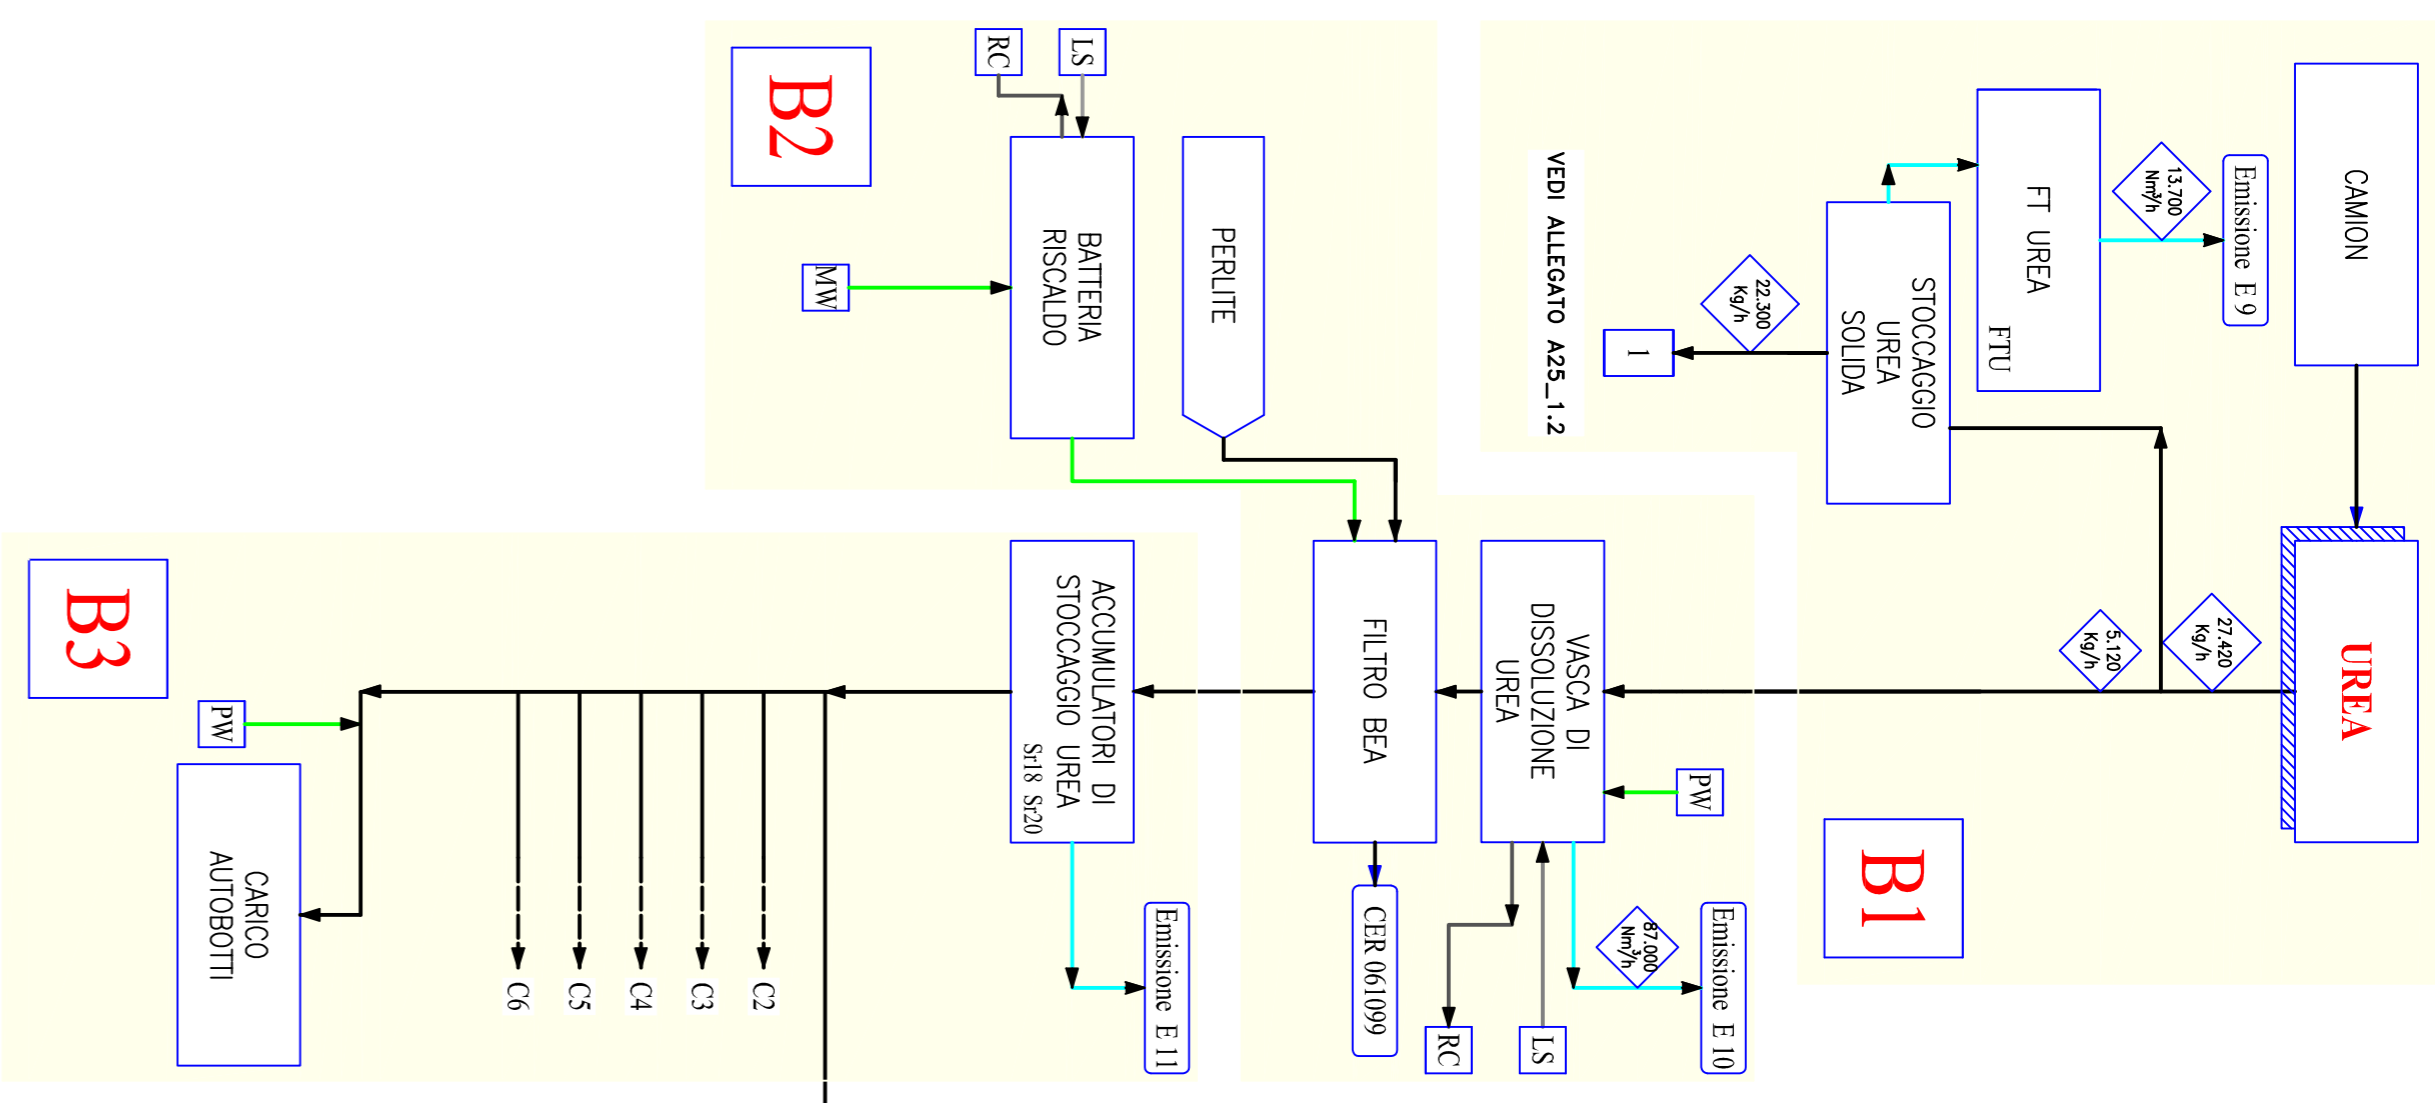 CAMION
UREA
Emissione E 9
13.700
Nm³/h
FT UREA
FTU
27.420
Kg/h
5.120
Kg/h
STOCCAGGIO
UREA
SOLIDA
22.300
Kg/h
1
VEDI ALLEGATO A25_1.2
B1
PW
Emissione E 10
87.000
Nm³/h
VASCA DI
DISSOLUZIONE
UREA
LS
RC
FILTRO BEA
CER 061099
PERLITE
LS
RC
BATTERIA
RISCALDO
MW
B2
ACCUMULATORI DI
STOCCAGGIO UREA
Sr18 Sr20
Emissione E 11
C2
C3
C4
C5
C6
PW
CARICO
AUTOBOTTI
B3